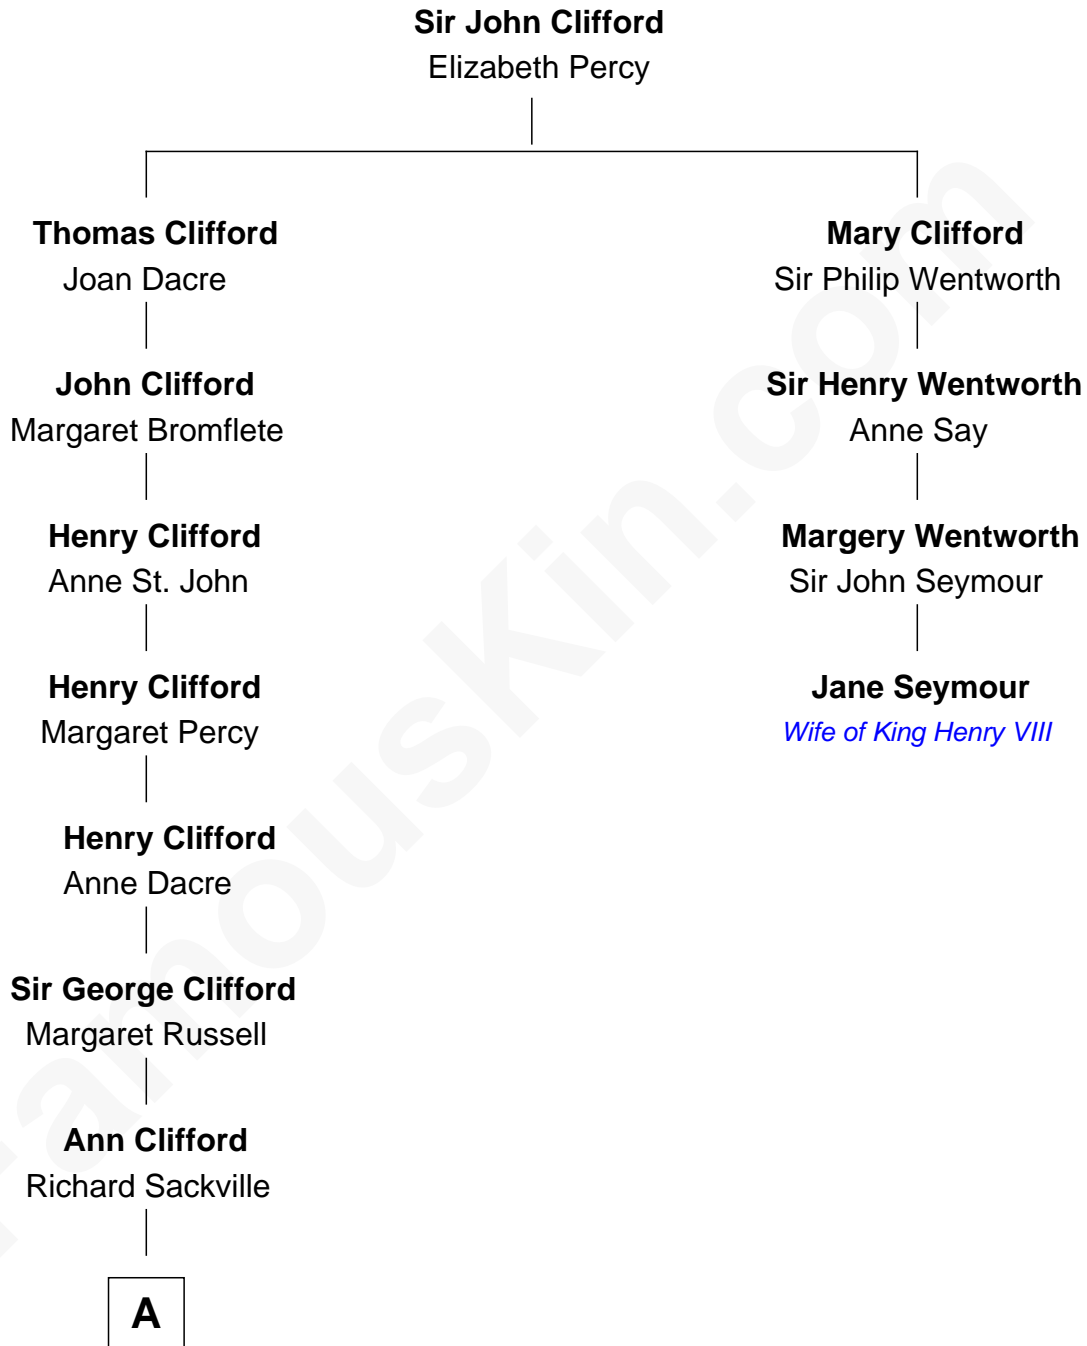 Sir John Clifford
Elizabeth Percy
Thomas Clifford
Joan Dacre
Mary Clifford
Sir Philip Wentworth
John Clifford
Margaret Bromflete
Sir Henry Wentworth
Anne Say
Henry Clifford
Anne St. John
Margery Wentworth
Sir John Seymour
Henry Clifford
Margaret Percy
Jane Seymour
Wife of King Henry VIII
Henry Clifford
Anne Dacre
Sir George Clifford
Margaret Russell
Ann Clifford
Richard Sackville
A
FamousKin.com